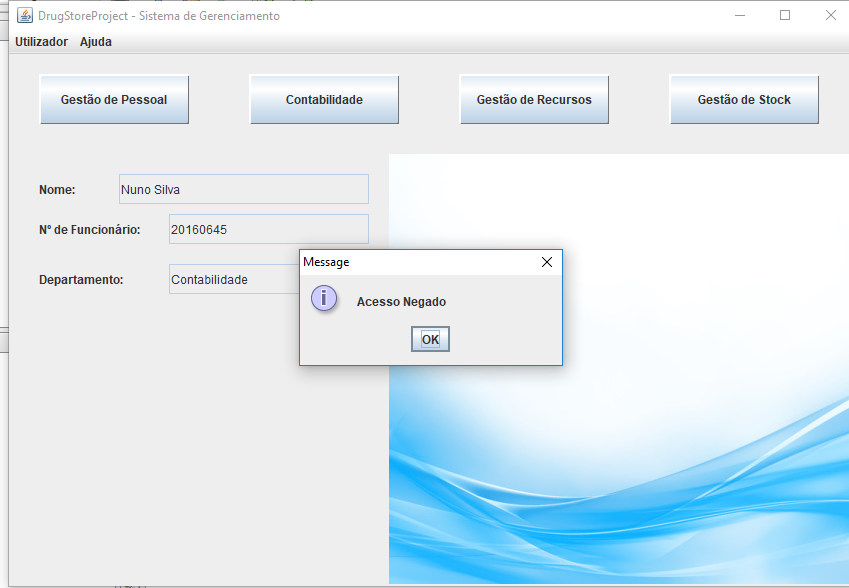 DrugStoreProject - Sistema de Gerenciamento
Utilizador Ajuda
Gestão de Pessoal Contabilidade Gestão de Recursos Gestão de Stock
Nome: Nuno Silva
Nº de Funcionário: 20160645
Departamento: Contabilidade
Message
Acesso Negado
OK